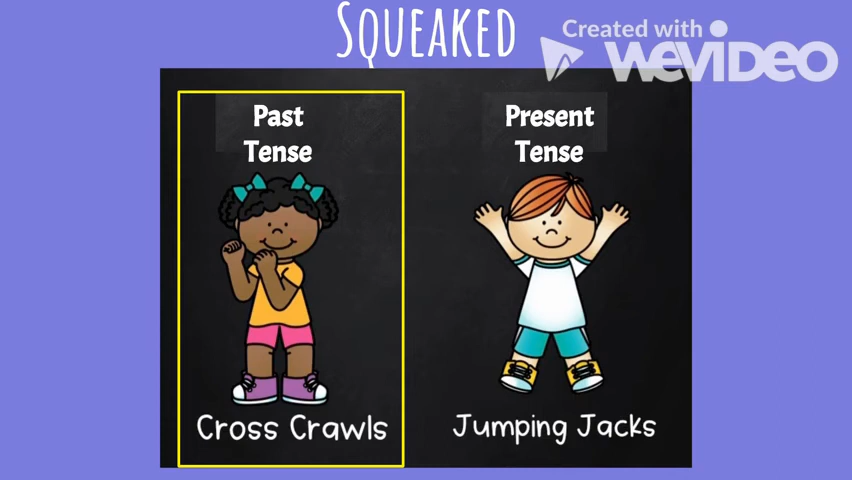 Squeaked
Created with
WEVIDEO
Past
Tense
Present
Tense
Cross Crawls
Jumping Jacks